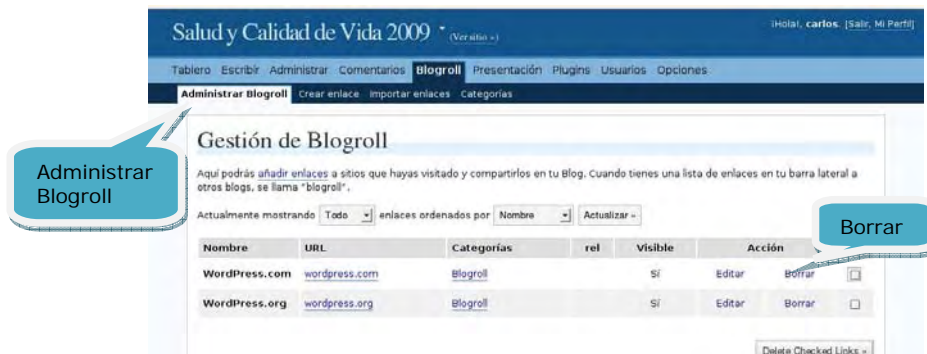 Salud y Calidad de Vida 2009 (Ver sitio »)
¡Hola!, carlos. [Salir, Mi Perfil]
Tablero Escribir Administrar Comentarios Blogroll Presentación Plugins Usuarios Opciones
Administrar Blogroll Crear enlace Importar enlaces Categorías
Gestión de Blogroll
Administrar
Blogroll
Aquí podrás añadir enlaces a sitios que hayas visitado y compartirlos en tu Blog. Cuando tienes una lista de enlaces en tu barra lateral a
otros blogs, se llama "blogroll".
Actualmente mostrando Todo enlaces ordenados por Nombre Actualizar »
Borrar
Nombre URL Categorías rel Visible Acción
WordPress.com wordpress.com Blogroll Sí Editar Borrar
WordPress.org wordpress.org Blogroll Sí Editar Borrar
Delete Checked Links »